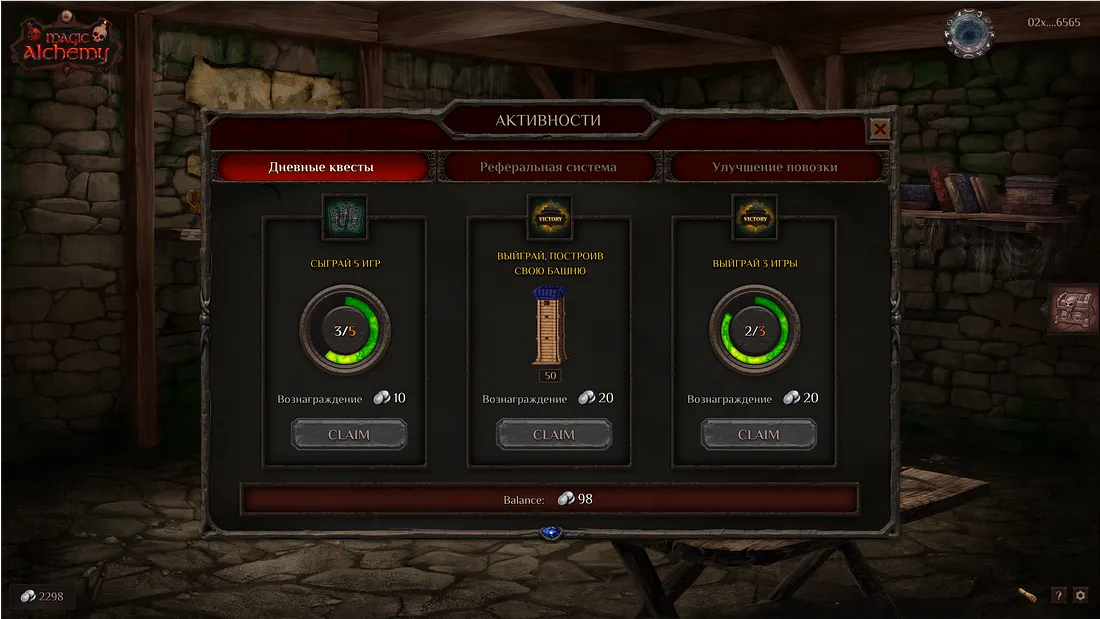 MAGIC
Alchemy
02x....6565
АКТИВНОСТИ
Дневные квесты
Реферальная система
Улучшение повозки
VICTORY
VICTORY
СЫГРАЙ 5 ИГР
ВЫЙГРАЙ, ПОСТРОИВ
СВОЮ БАШНЮ
ВЫЙГРАЙ 3 ИГРЫ
3/5
2/3
50
Вознаграждение 10
Вознаграждение 20
Вознаграждение 20
CLAIM
CLAIM
CLAIM
Balance: 98
2298
?